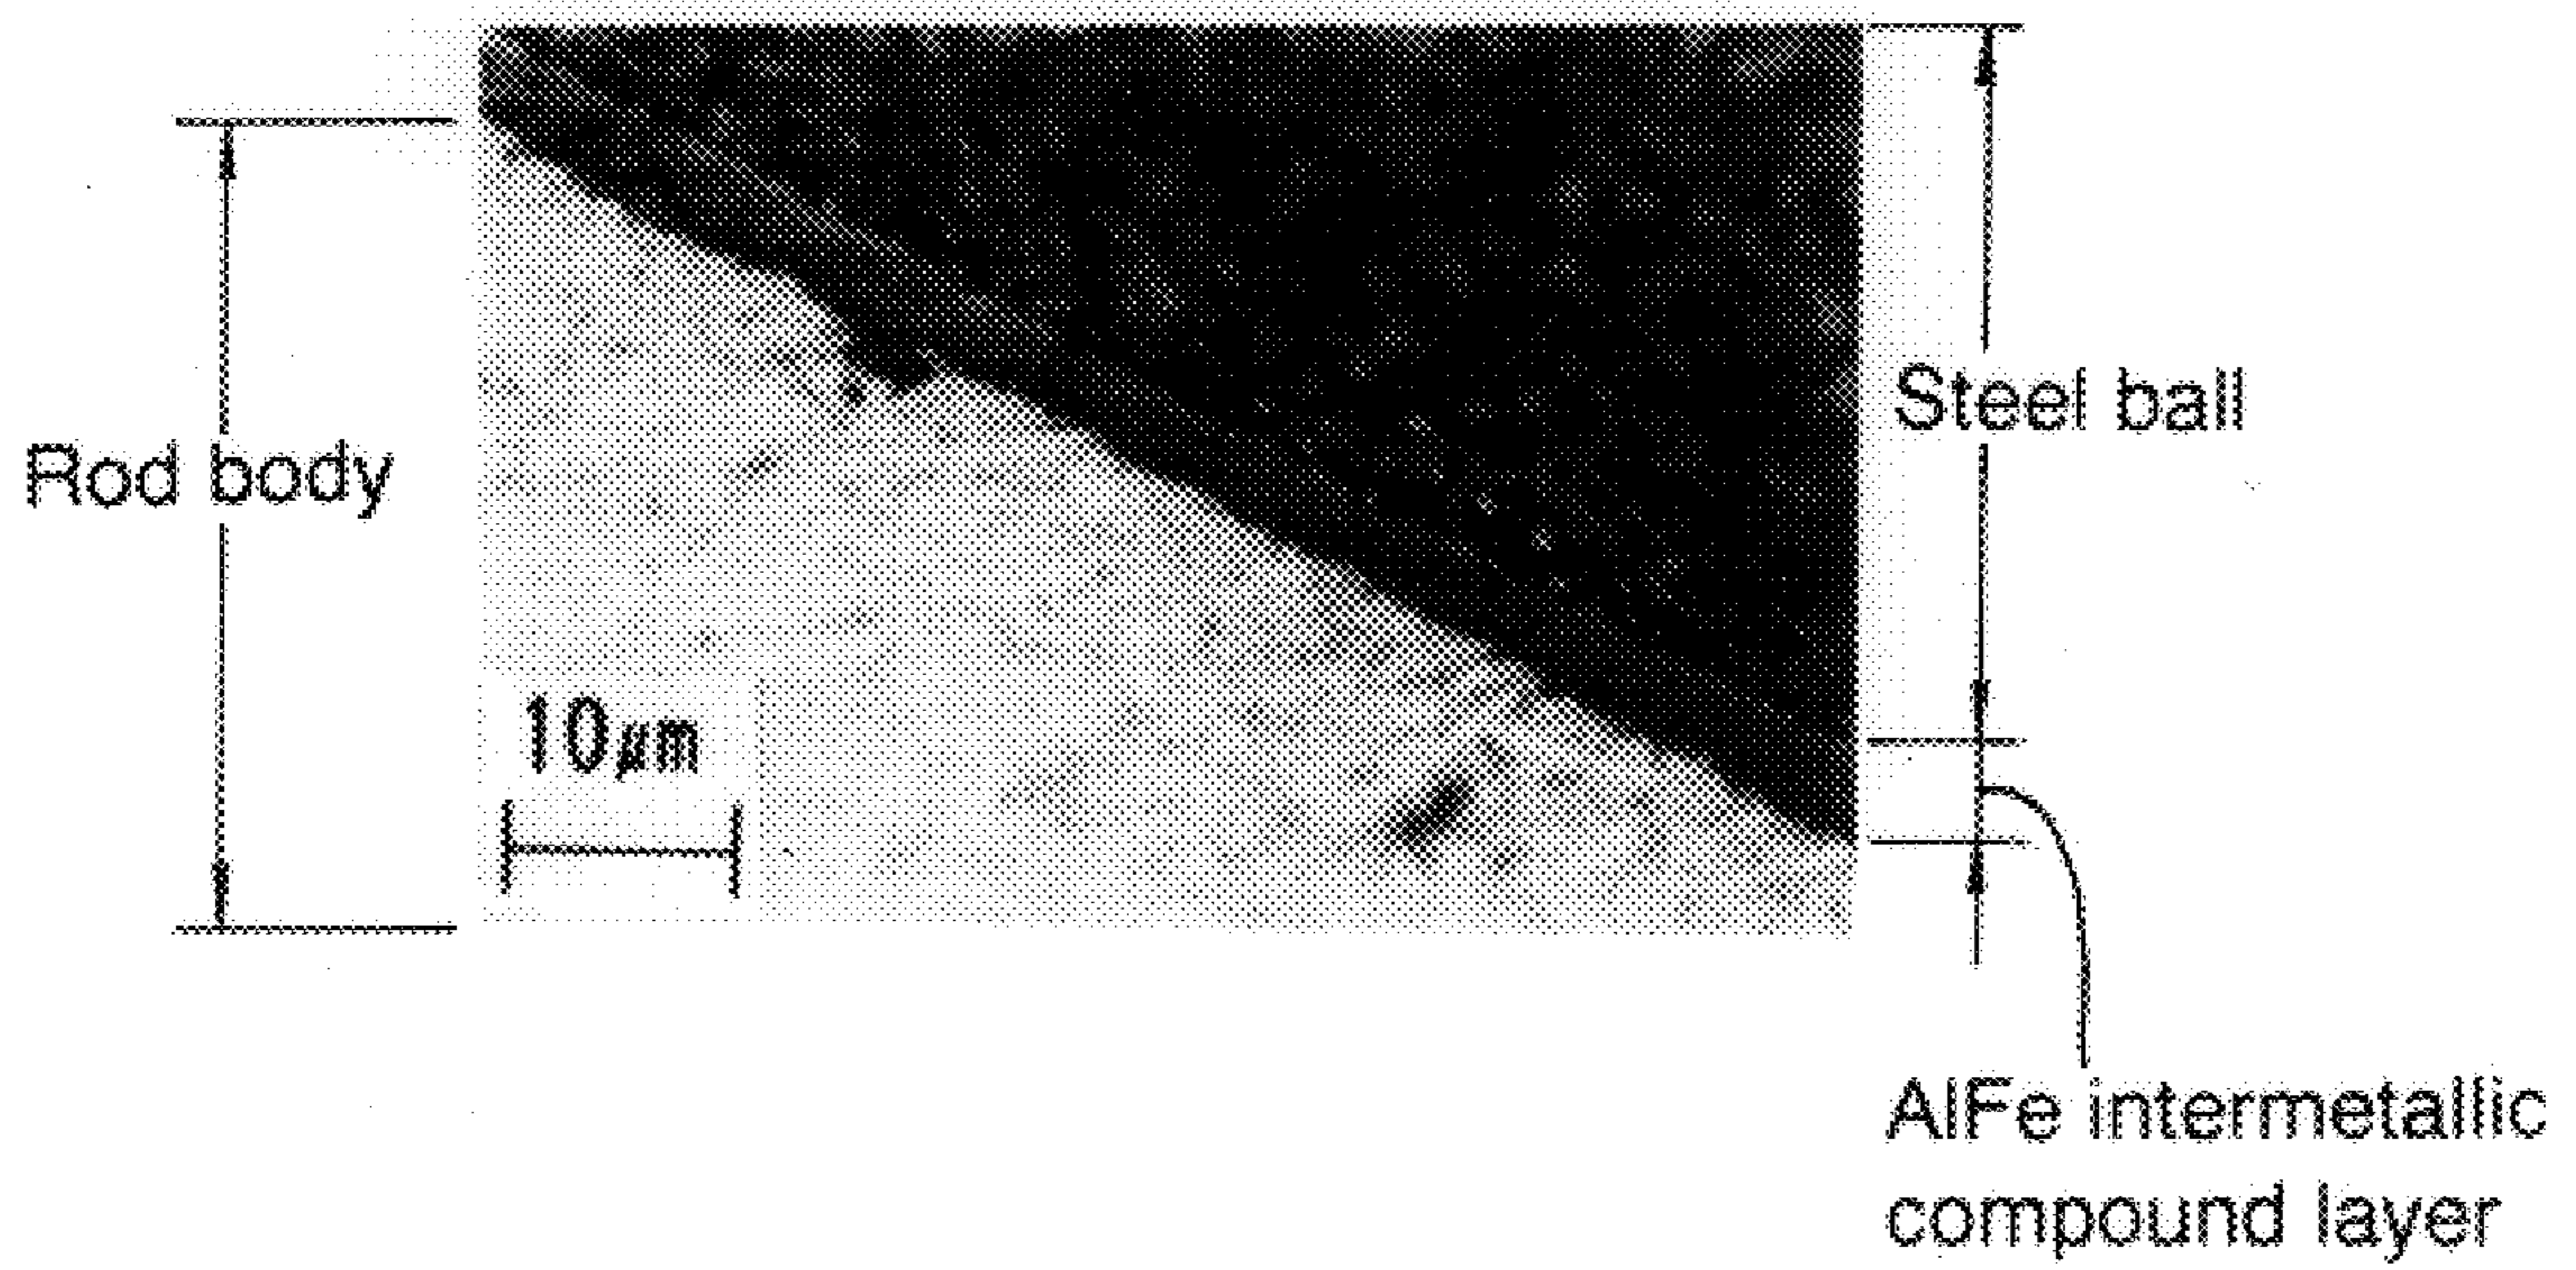 Steel ball
Rod body
10μm
AlFe intermetallic
compound layer